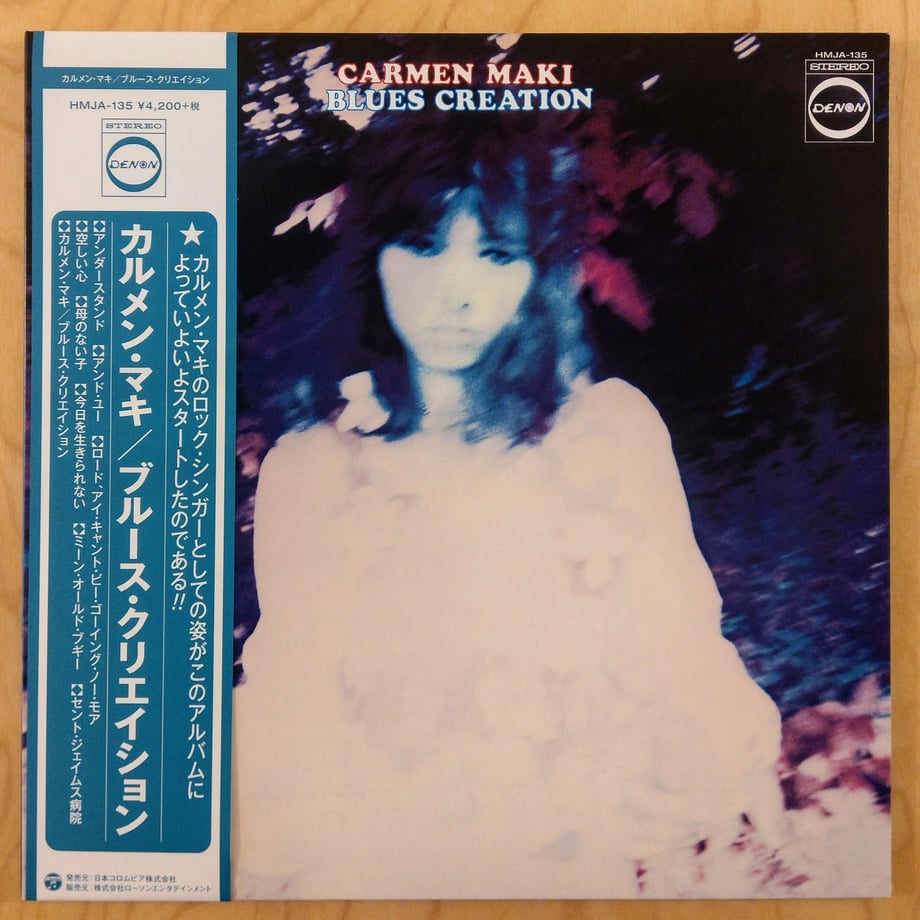 カルメン・マキ／ブルース・クリエイション
HMJA-135 ¥4,200+税
STEREO
DENON
★カルメン・マキのロック・シンガーとしての姿がこのアルバムに
よっていよいよスタートしたのである!!
カルメン・マキ／ブルース・クリエイション
❖アンダースタンド ❖アンド・ユー ❖ロード、アイ・キャント・ビー・ゴーイング・ノー・モア
❖空しい心 ❖母のない子 ❖今日を生きられない ❖ミーン・オールド・ブギー ❖セント・ジェイムス病院
❖カルメン・マキ／ブルース・クリエイション
発売元:日本コロムビア株式会社
販売元:株式会社ローソンエンタテインメント
CARMEN MAKI
BLUES CREATION
HMJA-135
STEREO
DENON